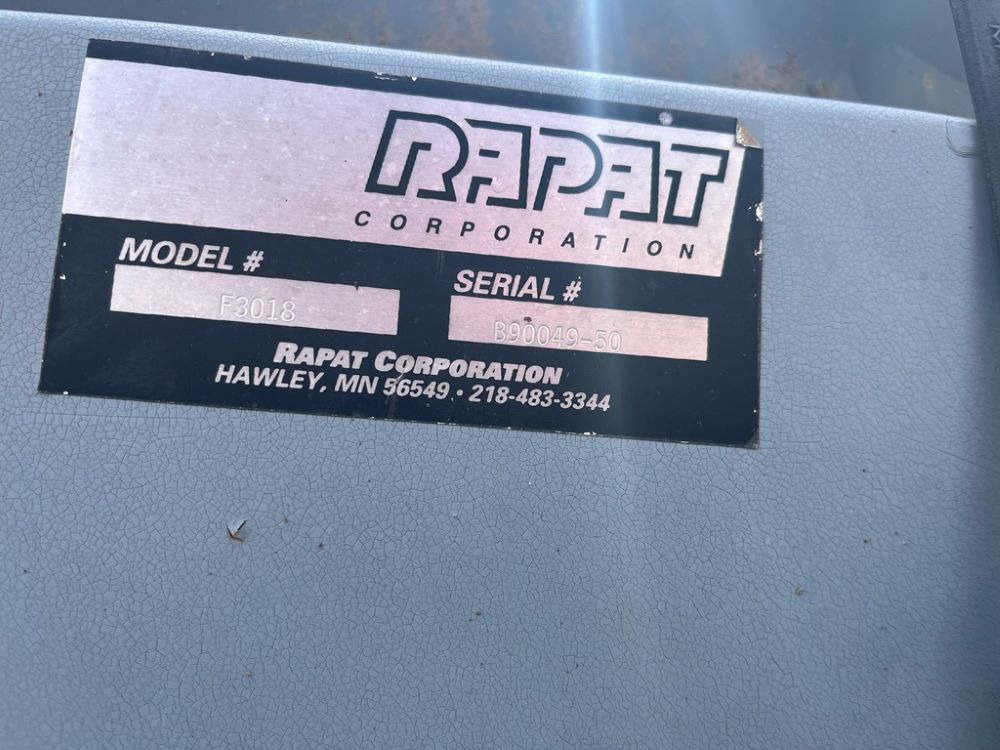 RAPAT
CORPORATION
MODEL #
SERIAL #
F3018
B90049-50
RAPAT CORPORATION
HAWLEY, MN 56549 • 218-483-3344